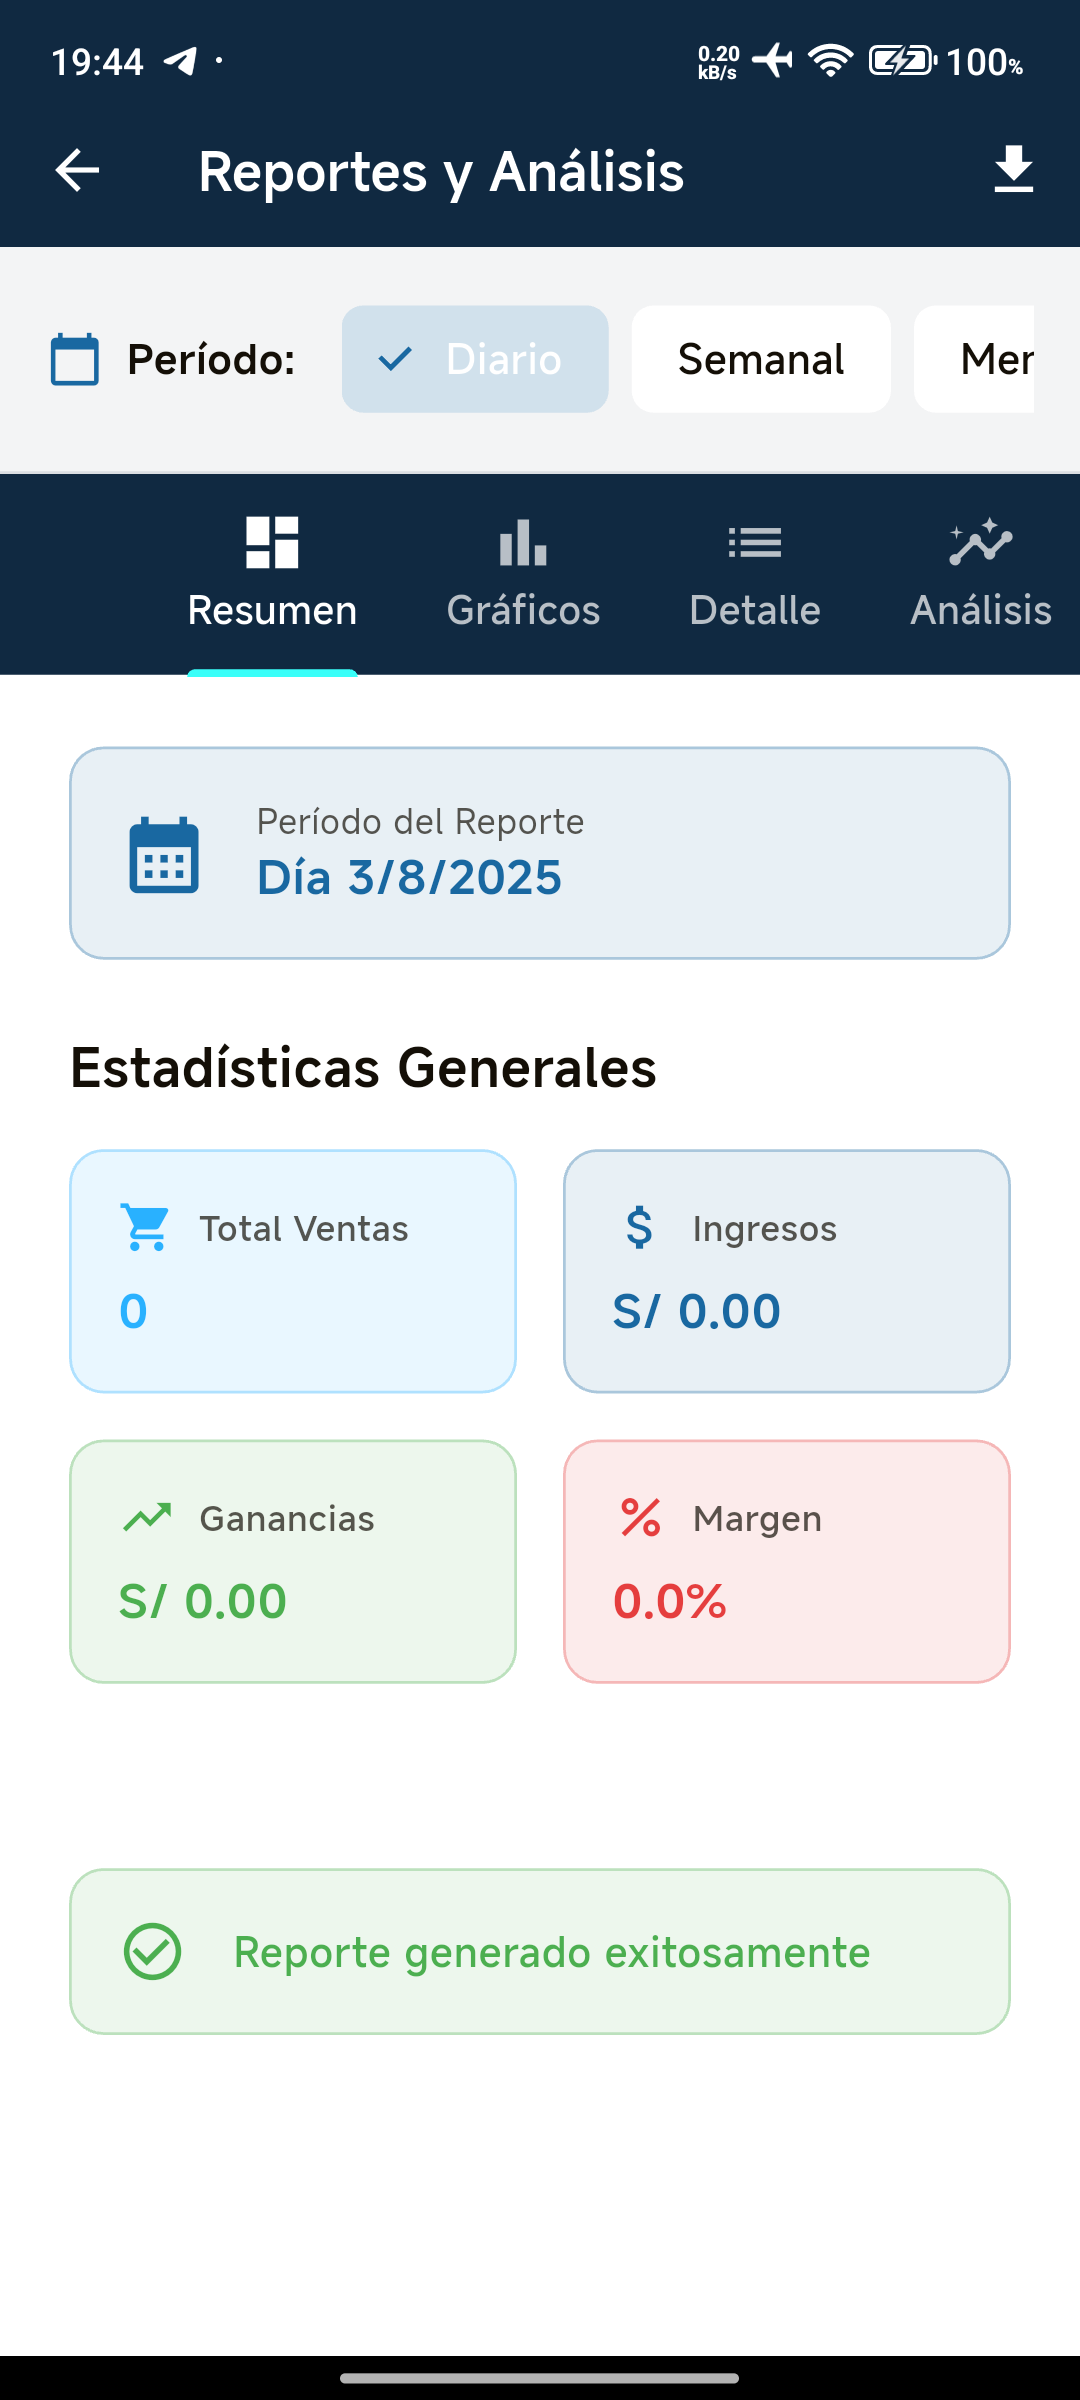 19:44
0.20
kB/s
100%
Reportes y Análisis
Período:
Diario
Semanal
Resumen
Gráficos
Detalle
Análisis
Período del Reporte
Día 3/8/2025
Estadísticas Generales
Total Ventas
0
Ingresos
S/ 0.00
Ganancias
S/ 0.00
Margen
0.0%
Reporte generado exitosamente